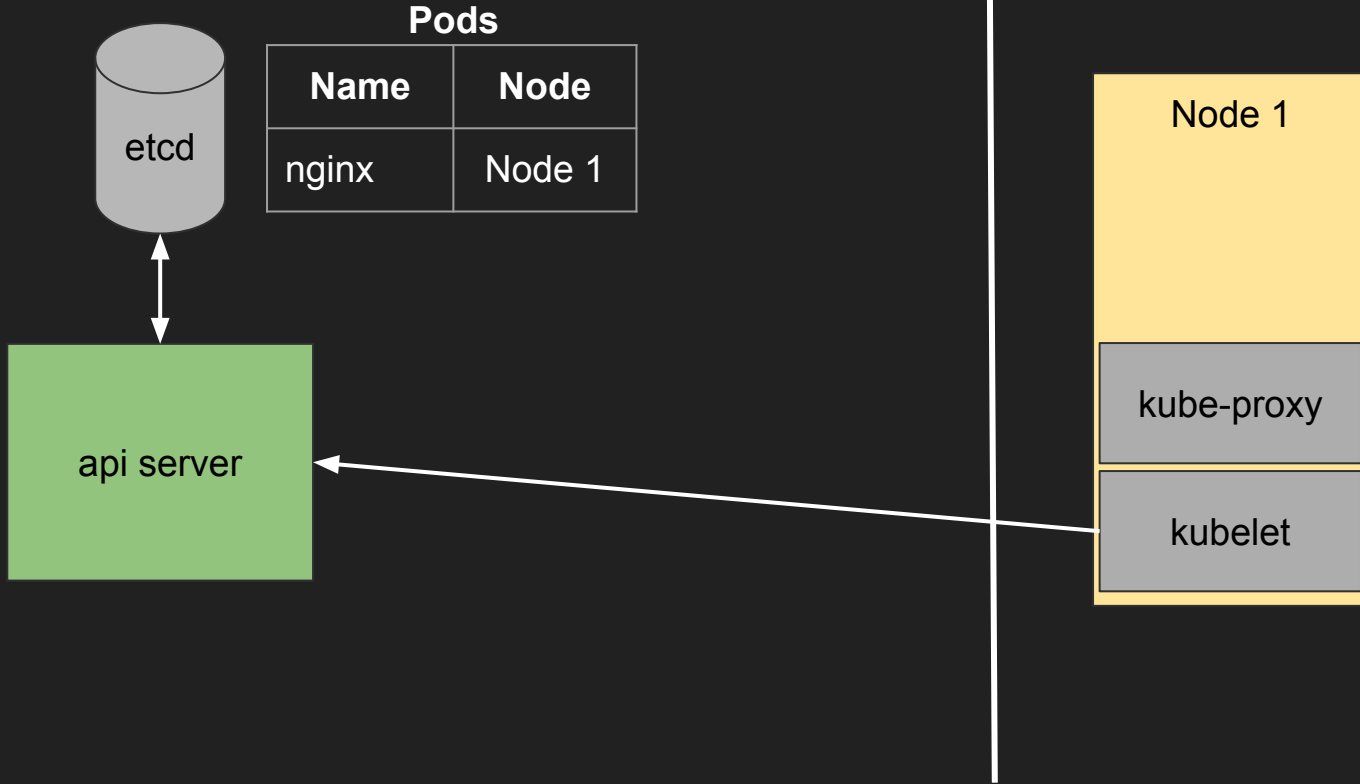 Pods
Name Node
nginx Node 1
etcd
api server
Node 1
kube-proxy
kubelet